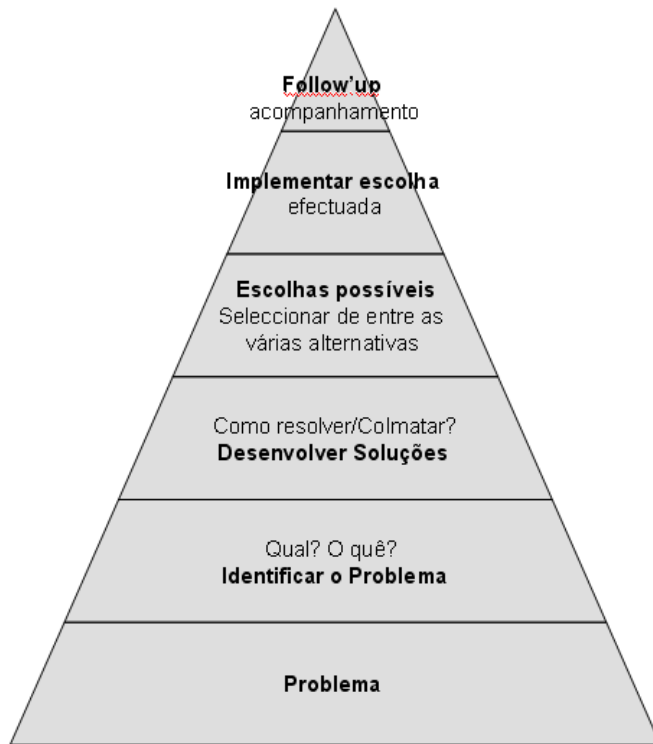 Follow'up
acompanhamento
Implementar escolha
efectuada
Escolhas possíveis
Seleccionar de entre as
várias alternativas
Como resolver/Colmatar?
Desenvolver Soluções
Qual? O quê?
Identificar o Problema
Problema